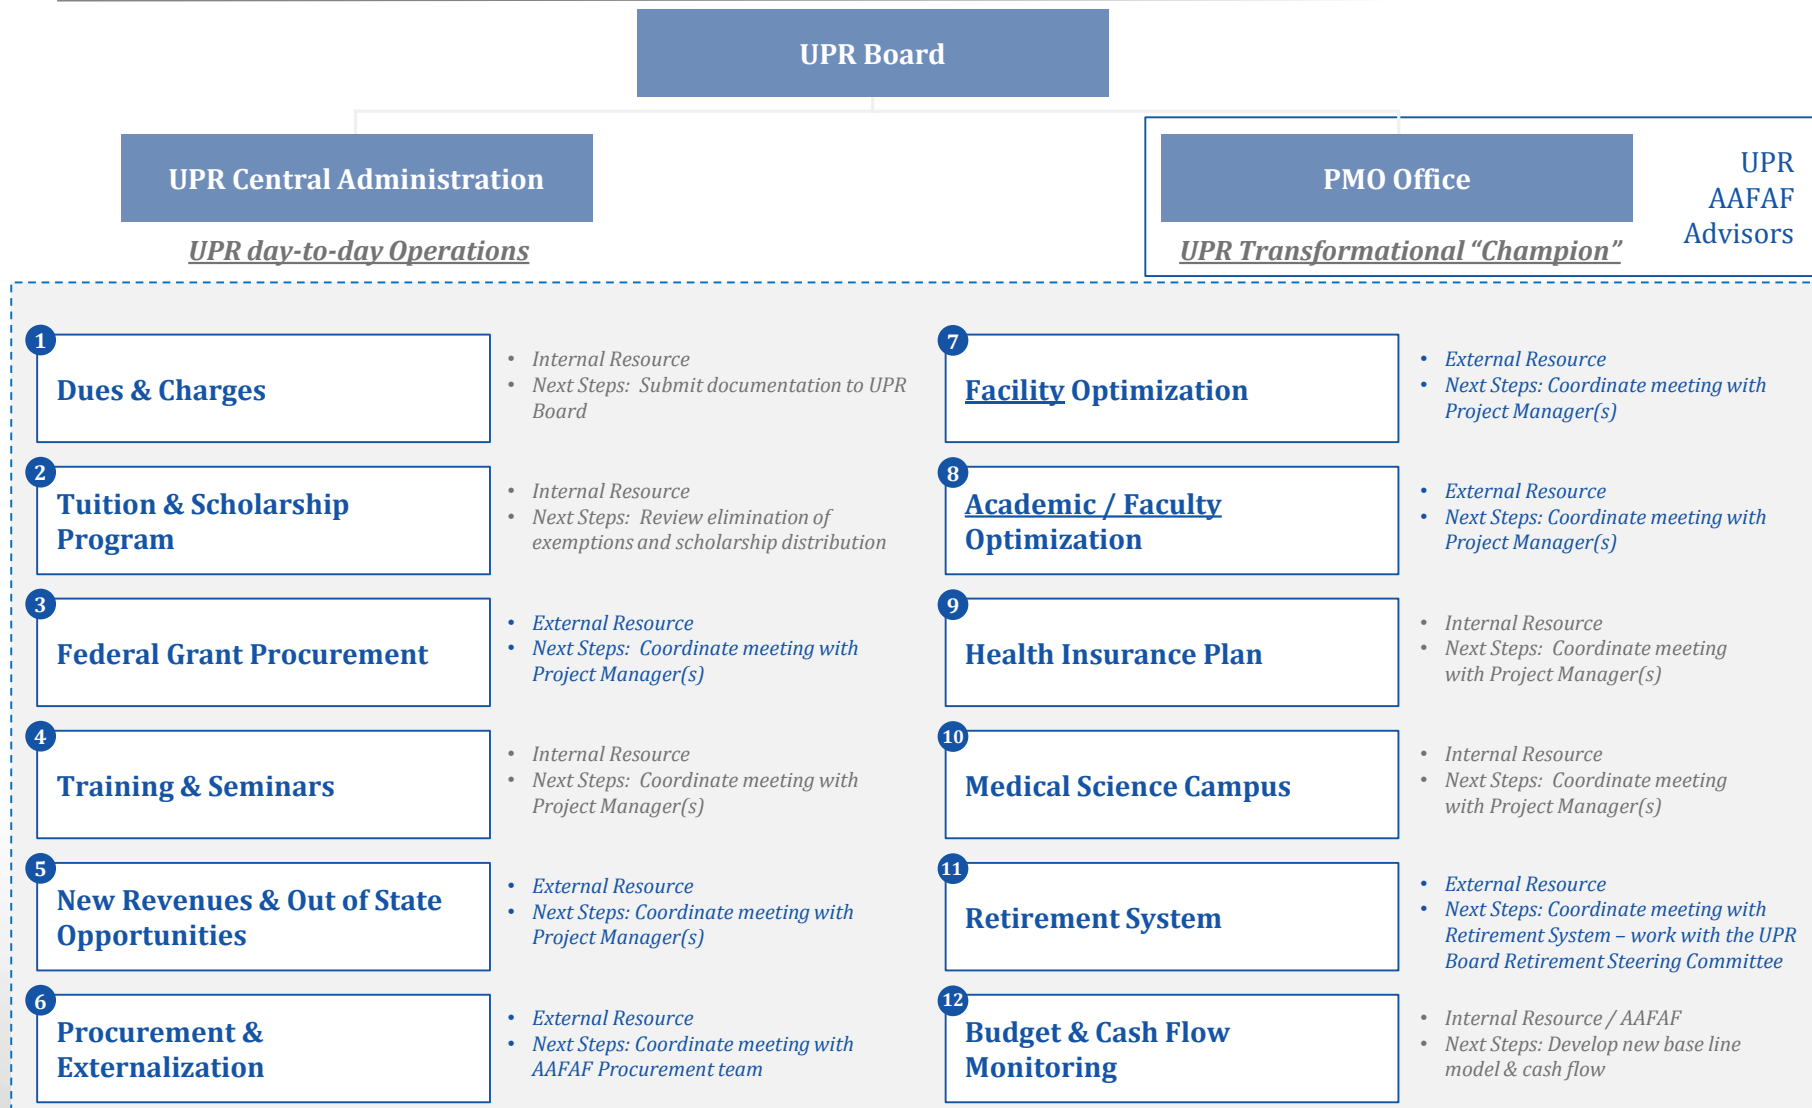 UPR Board
UPR Central Administration
UPR day-to-day Operations
PMO Office
UPR Transformational “Champion”
UPR
AAFAF
Advisors
1
Dues & Charges
• Internal Resource
• Next Steps: Submit documentation to UPR
Board
2
Tuition & Scholarship
Program
• Internal Resource
• Next Steps: Review elimination of
exemptions and scholarship distribution
3
Federal Grant Procurement
• External Resource
• Next Steps: Coordinate meeting with
Project Manager(s)
4
Training & Seminars
• Internal Resource
• Next Steps: Coordinate meeting with
Project Manager(s)
5
New Revenues & Out of State
Opportunities
• External Resource
• Next Steps: Coordinate meeting with
Project Manager(s)
6
Procurement &
Externalization
• External Resource
• Next Steps: Coordinate meeting with
AAFAF Procurement team
7
Facility Optimization
• External Resource
• Next Steps: Coordinate meeting with
Project Manager(s)
8
Academic / Faculty
Optimization
• External Resource
• Next Steps: Coordinate meeting with
Project Manager(s)
9
Health Insurance Plan
• Internal Resource
• Next Steps: Coordinate meeting
with Project Manager(s)
10
Medical Science Campus
• Internal Resource
• Next Steps: Coordinate meeting
with Project Manager(s)
11
Retirement System
• External Resource
• Next Steps: Coordinate meeting with
Retirement System – work with the UPR
Board Retirement Steering Committee
12
Budget & Cash Flow
Monitoring
• Internal Resource / AAFAF
• Next Steps: Develop new base line
model & cash flow